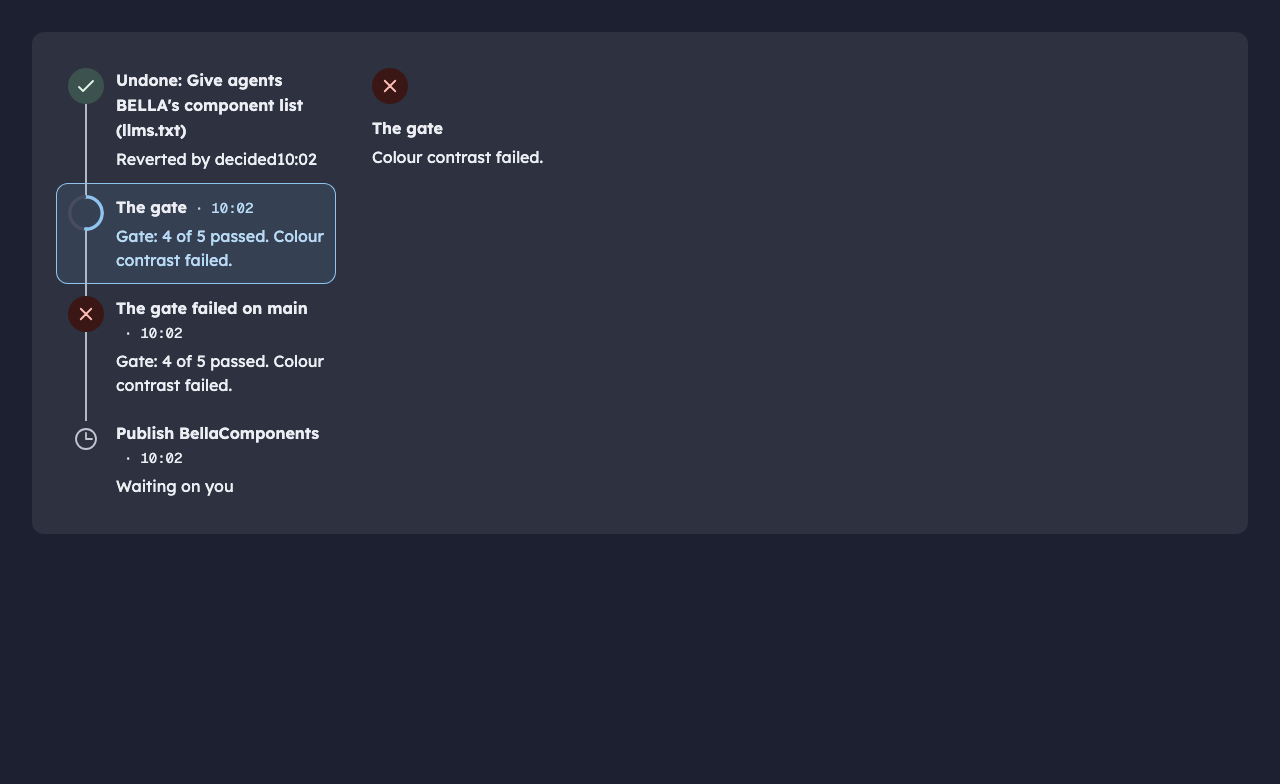 Undone: Give agents
BELLA's component list
(llms.txt)
Reverted by decided10:02
The gate · 10:02
Gate: 4 of 5 passed. Colour
contrast failed.
The gate failed on main
· 10:02
Gate: 4 of 5 passed. Colour
contrast failed.
Publish BellaComponents
· 10:02
Waiting on you
The gate
Colour contrast failed.